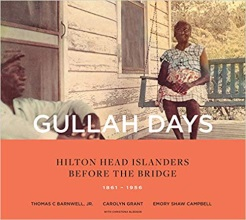 GULLAH DAYS
HILTON HEAD ISLANDERS
BEFORE THE BRIDGE
1861 - 1956
THOMAS C. BARNWELL, JR. CAROLYN GRANT EMORY SHAW CAMPBELL